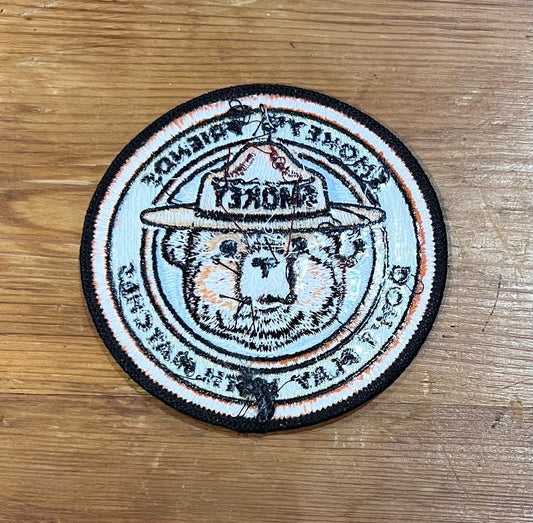 SMOKEY'S FRIENDS
SMOKEY
DON'T PLAY WITH MATCHES